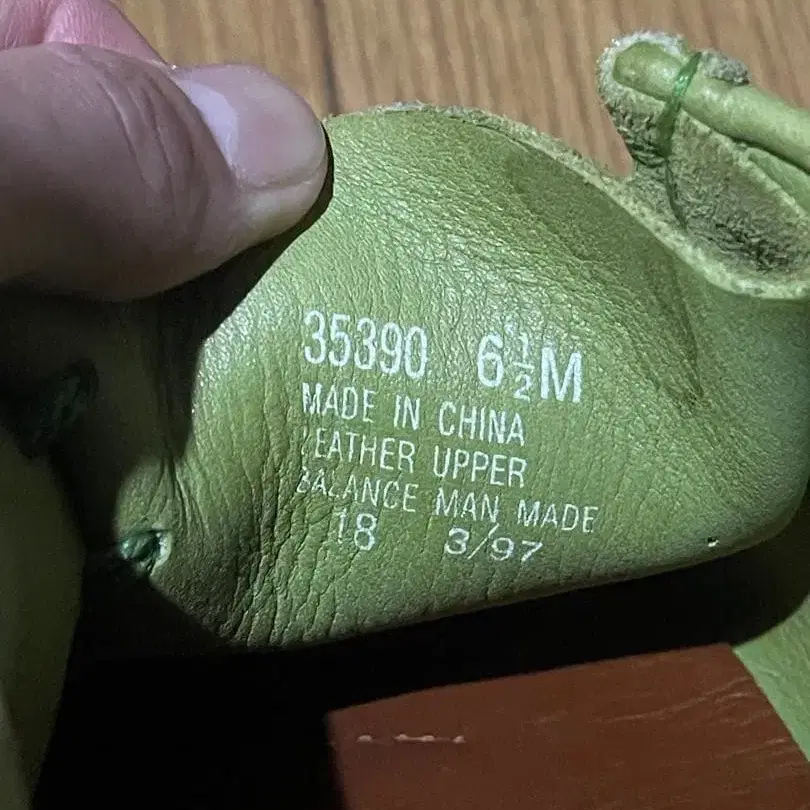 35390 6½M
MADE IN CHINA
LEATHER UPPER
BALANCE MAN MADE
18 3/97